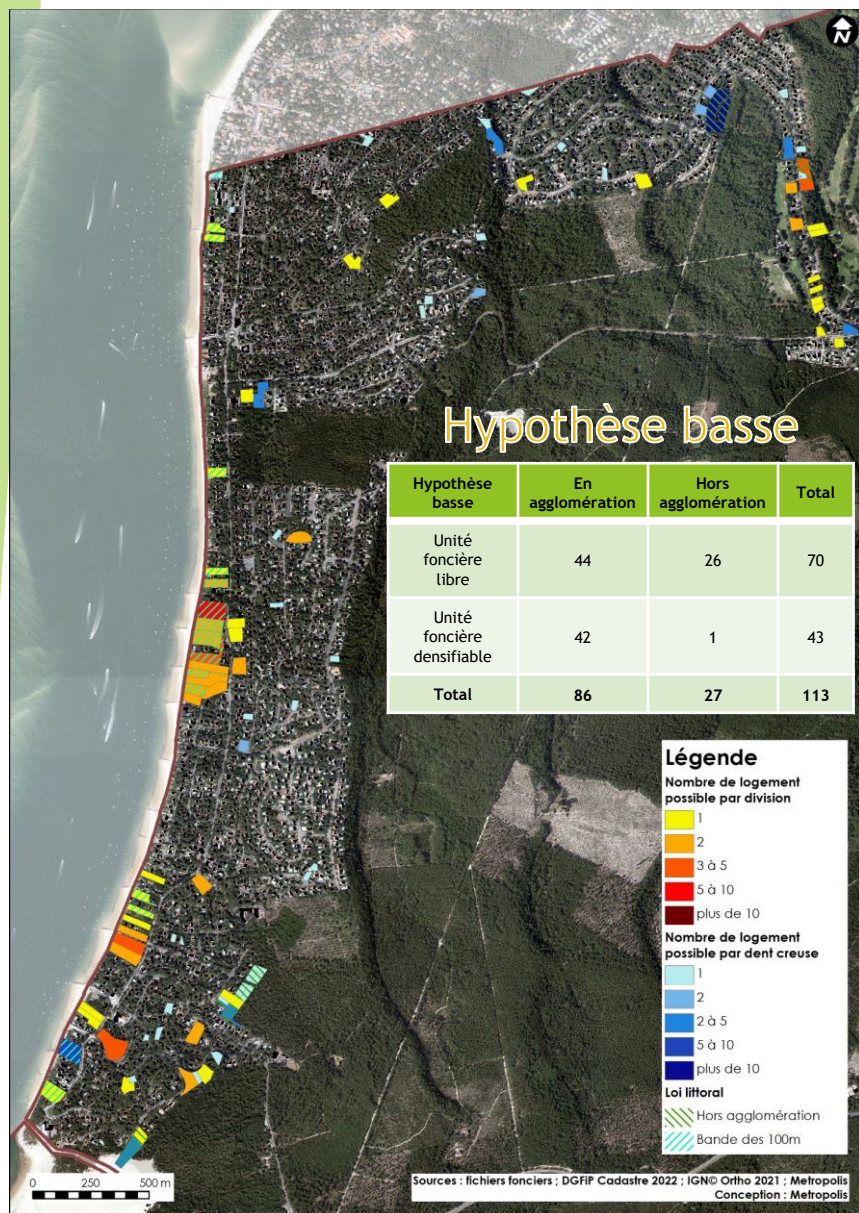 N
Hypothèse basse
Hypothèse basse
En agglomération
Hors agglomération
Total
Unité foncière libre
44
26
70
Unité foncière densifiable
42
1
43
Total
86
27
113
Légende
Nombre de logement
possible par division
1
2
3 à 5
5 à 10
plus de 10
Nombre de logement
possible par dent creuse
1
2
2 à 5
5 à 10
plus de 10
Loi littoral
Hors agglomération
Bande des 100m
0 250 500 m
Sources : fichiers fonciers ; DGFiP Cadastre 2022 ; IGN© Ortho 2021 ; Metropolis
Conception : Metropolis